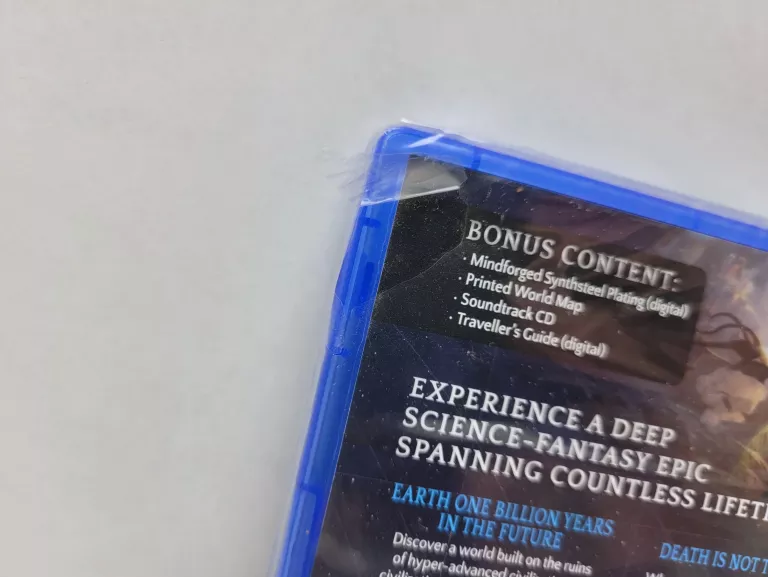 BONUS CONTENT:
· Mindforged Synthsteel Plating (digital)
· Printed World Map
· Soundtrack CD
· Traveller's Guide (digital)
EXPERIENCE A DEEP
SCIENCE-FANTASY EPIC
SPANNING COUNTLESS
EARTH ONE BILLION YEARS
IN THE FUTURE
DEATH IS NOT
Discover a world built on the ruins
of hyper-advanced